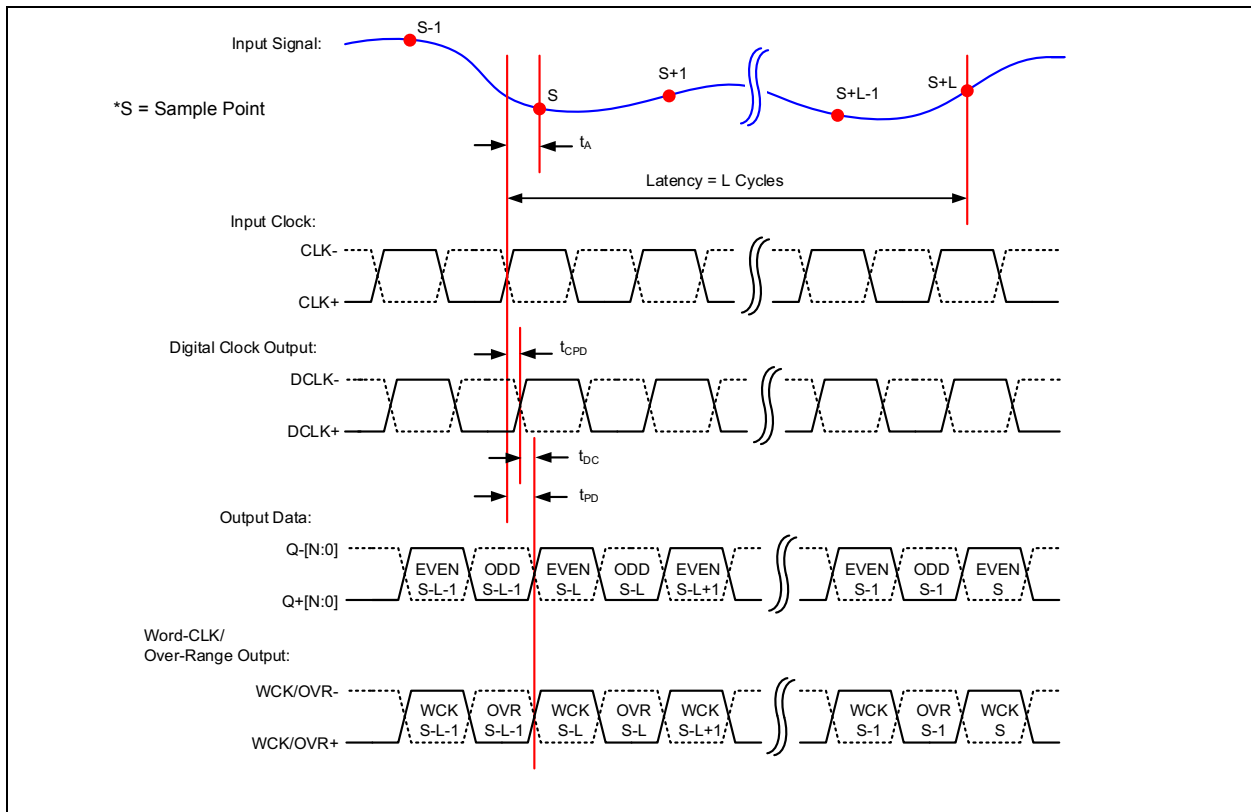 Input Signal:
S-1
*S = Sample Point
S
S+1
S+L-1
S+L
tA
Latency = L Cycles
Input Clock:
CLK-
CLK+
Digital Clock Output:
tCPD
DCLK-
DCLK+
tDC
tPD
Output Data:
Q-[N:0]
EVEN ODD EVEN ODD EVEN EVEN ODD EVEN
S-L-1 S-L-1 S-L S-L S-L+1 S-1 S-1 S
Q+[N:0]
Word-CLK/
Over-Range Output:
WCK/OVR-
WCK OVR WCK OVR WCK WCK OVR WCK
S-L-1 S-L-1 S-L S-L S-L+1 S-1 S-1 S
WCK/OVR+